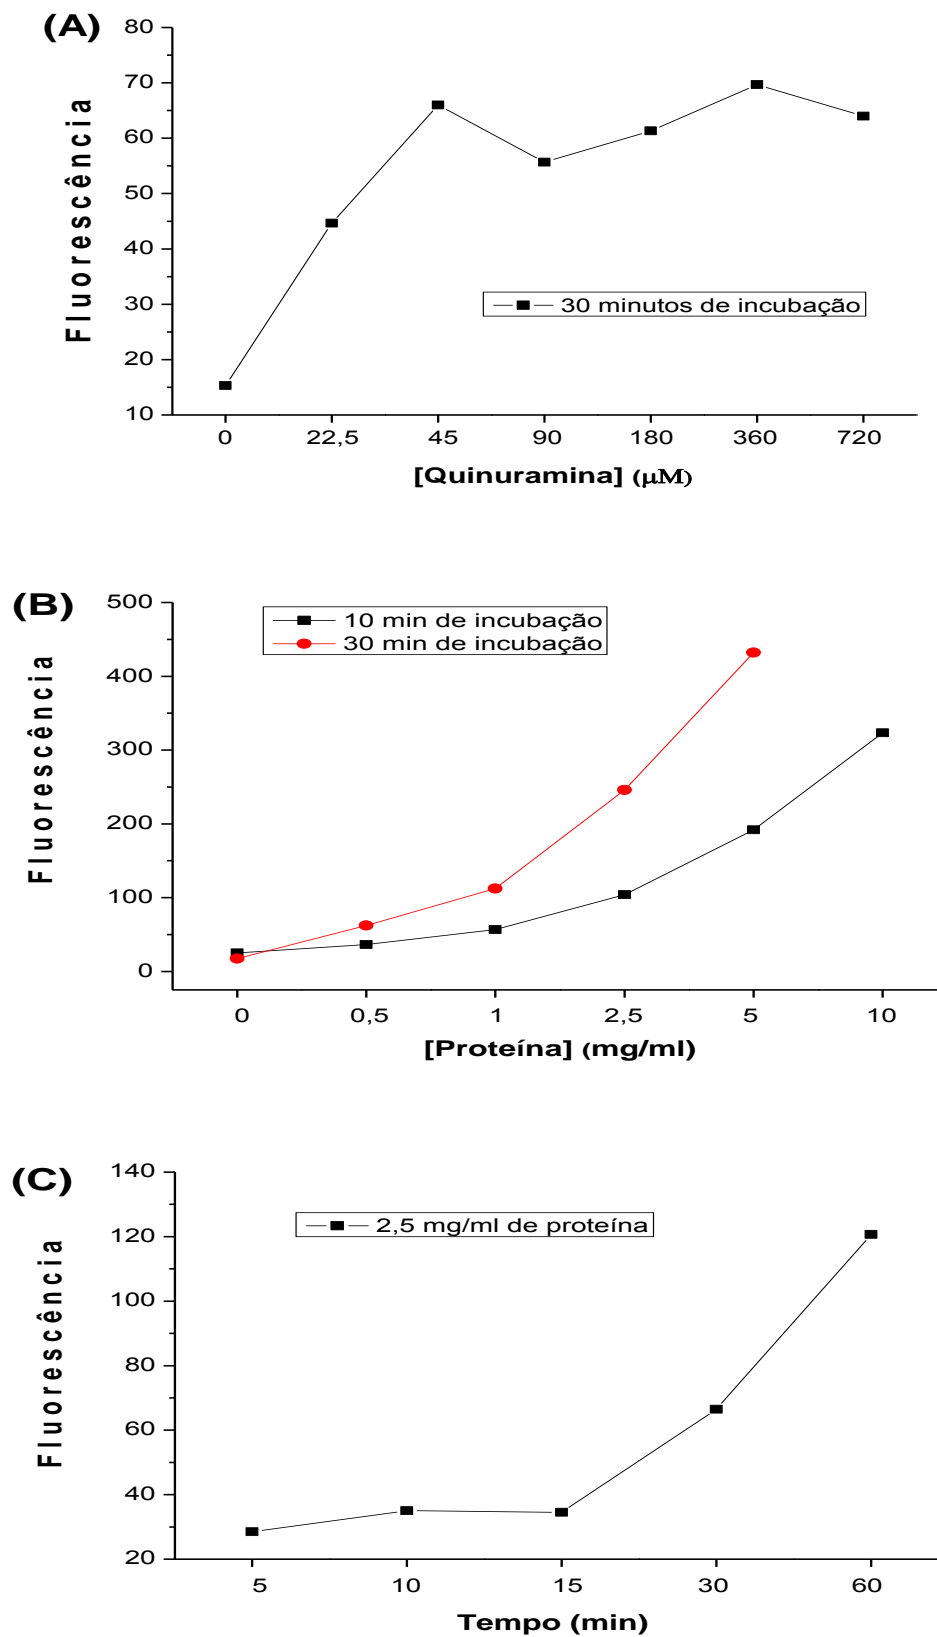 (A)
80
70
60
50
40
30
20
10
Fluorescência
30 minutos de incubação
0 22,5 45 90 180 360 720
[Quinuramina] (µM)
(B)
500
400
300
200
100
0
Fluorescência
10 min de incubação
30 min de incubação
0 0,5 1 2,5 5 10
[Proteína] (mg/ml)
(C)
140
120
100
80
60
40
20
Fluorescência
2,5 mg/ml de proteína
5 10 15 30 60
Tempo (min)